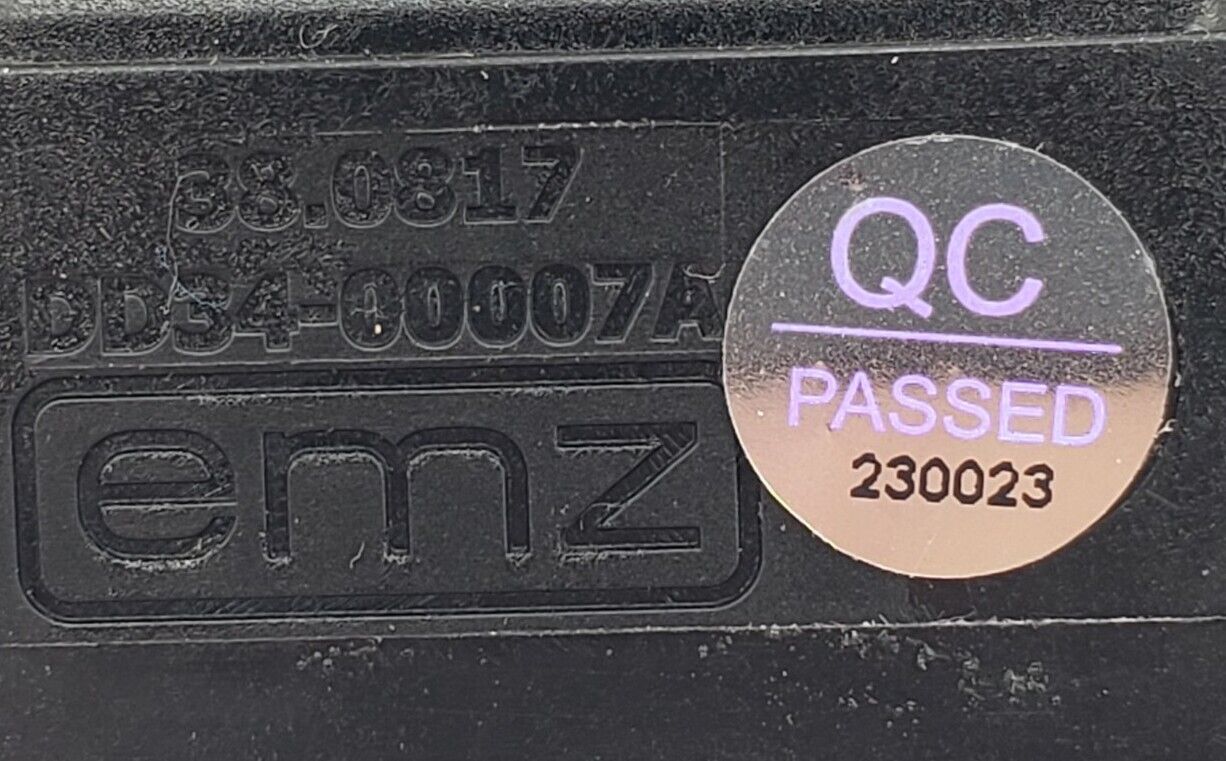 38.0817
DD34-00007A
emz
QC
PASSED
230023